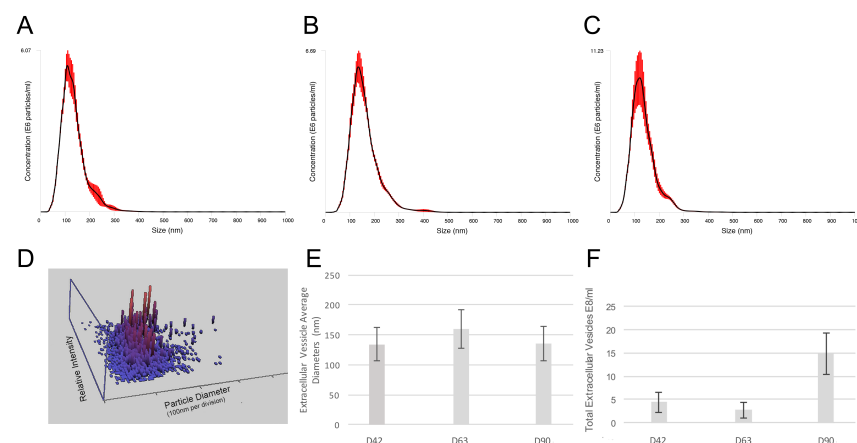 A
B
C
6.07
Concentration (E6 particles/ml)
0 100 200 300 400 500 600 700 800 900 1000
Size (nm)
8.69
Concentration (E6 particles/ml)
0 100 200 300 400 500 600 700 800 900 1000
Size (nm)
11.23
Concentration (E6 particles/ml)
0 100 200 300 400 500 600 700 800 900 1000
Size (nm)
D
E
F
Relative Intensity
Particle Diameter
(100nm per division)
Extracellular Vessicle Average
Diameters (nm)
250
200
150
100
50
0
D42 D63 D90
Total Extracellular Vesicles E8/ml
25
20
15
10
5
0
D42 D63 D90